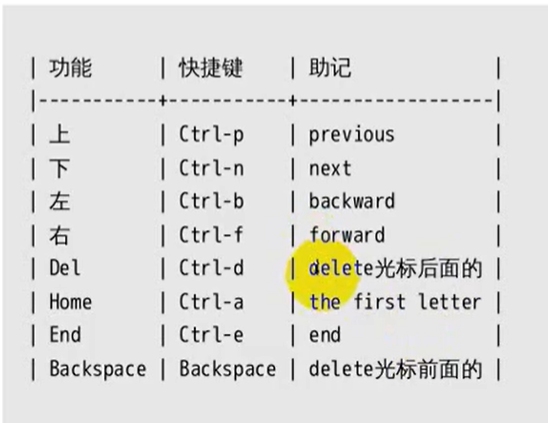 | 功能 | 快捷键 | 助记 |
|----------+----------+------------------|
| 上 | Ctrl-p | previous |
| 下 | Ctrl-n | next |
| 左 | Ctrl-b | backward |
| 右 | Ctrl-f | forward |
| Del | Ctrl-d | delete光标后面的 |
| Home | Ctrl-a | the first letter |
| End | Ctrl-e | end |
| Backspace | Backspace | delete光标前面的 |